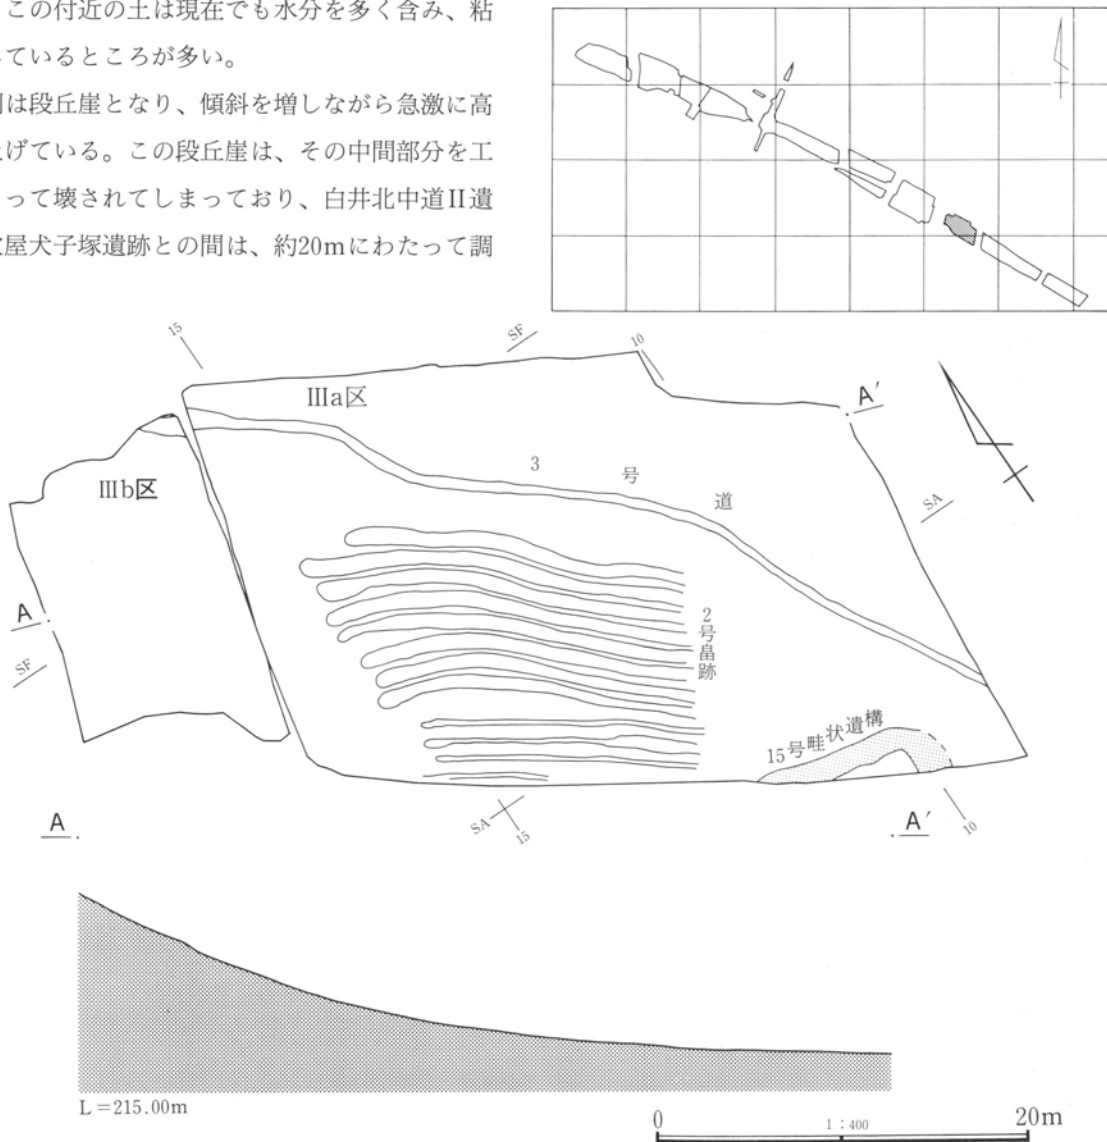 この付近の土は現在でも水分を多く含み、粘
ているところが多い。
は段丘崖となり、傾斜を増しながら急激に高
げている。この段丘崖は、その中間部分を工
って壊されてしまっており、白井北中道II遺
屋犬子塚遺跡との間は、約20mにわたって調
15
SF
10
IIIa区
A′
IIIb区
3号道
SA
A
SF
2号畠跡
15号畦状遺構
SA
15
10
A
A′
L=215.00m
0
1:400
20m